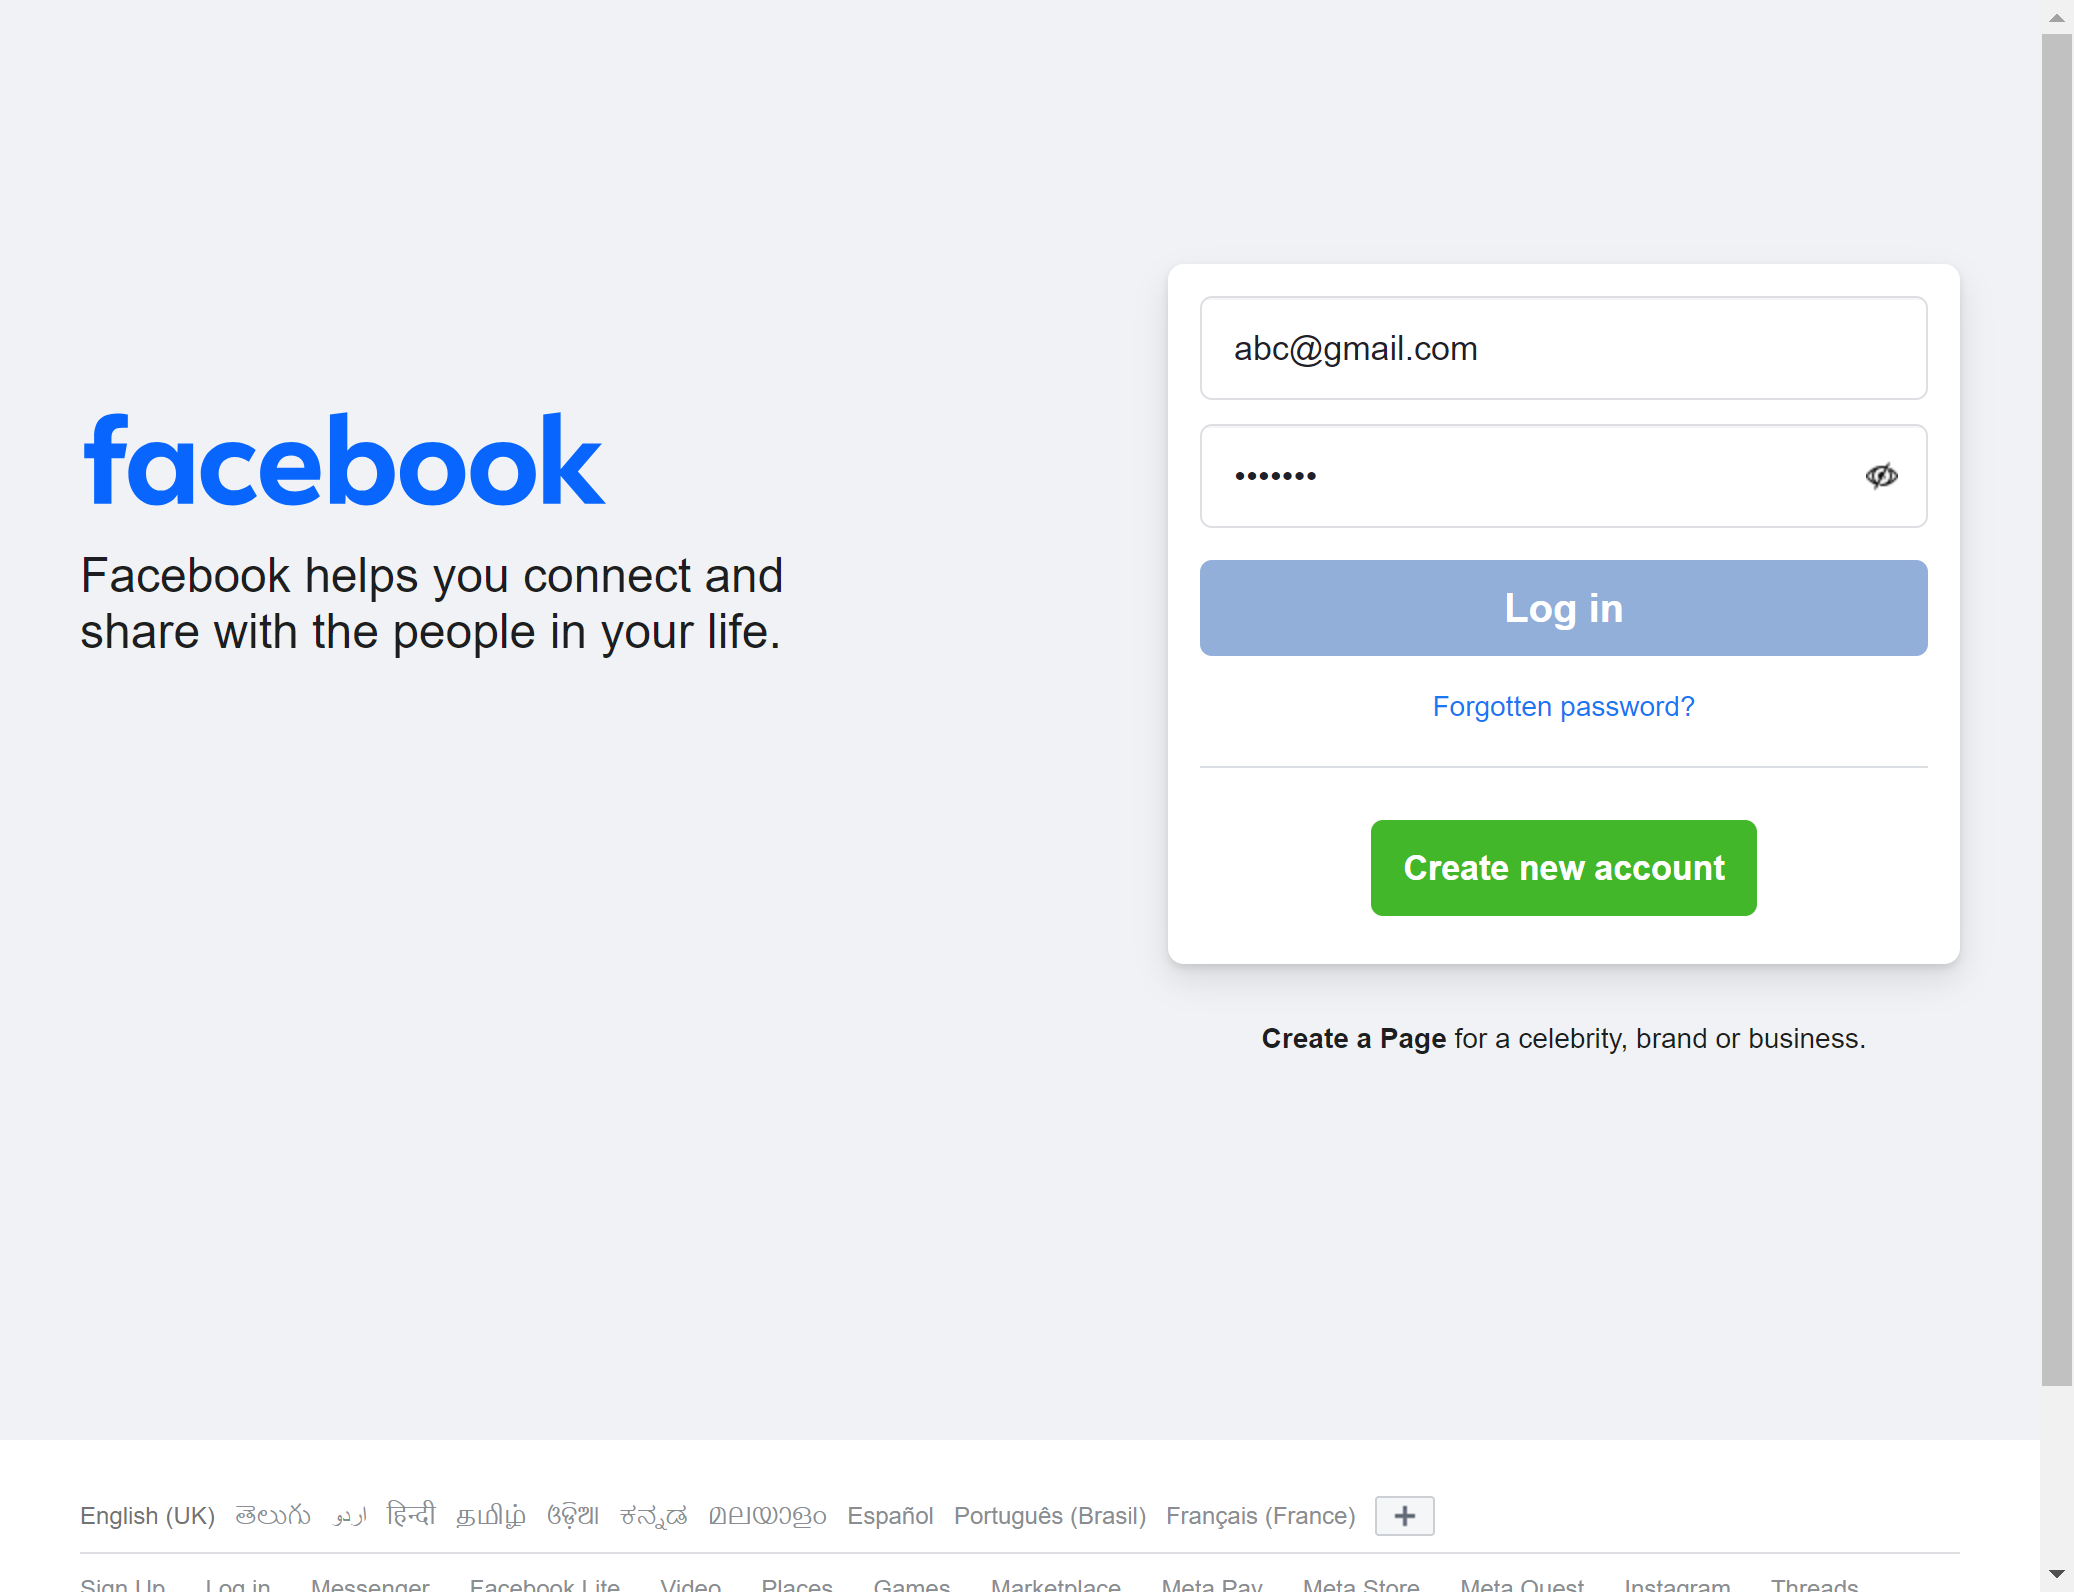 facebook
Facebook helps you connect and
share with the people in your life.
abc@gmail.com
•••••••
Log in
Forgotten password?
Create new account
Create a Page for a celebrity, brand or business.
English (UK) తెలుగు اردو हिन्दी தமிழ் ଓଡ଼ିଆ ಕನ್ನಡ മലയാളം Español Português (Brasil) Français (France)
Sign Up Log in Messenger Facebook Lite Video Places Games Marketplace Meta Pay Meta Store Meta Quest Instagram Threads